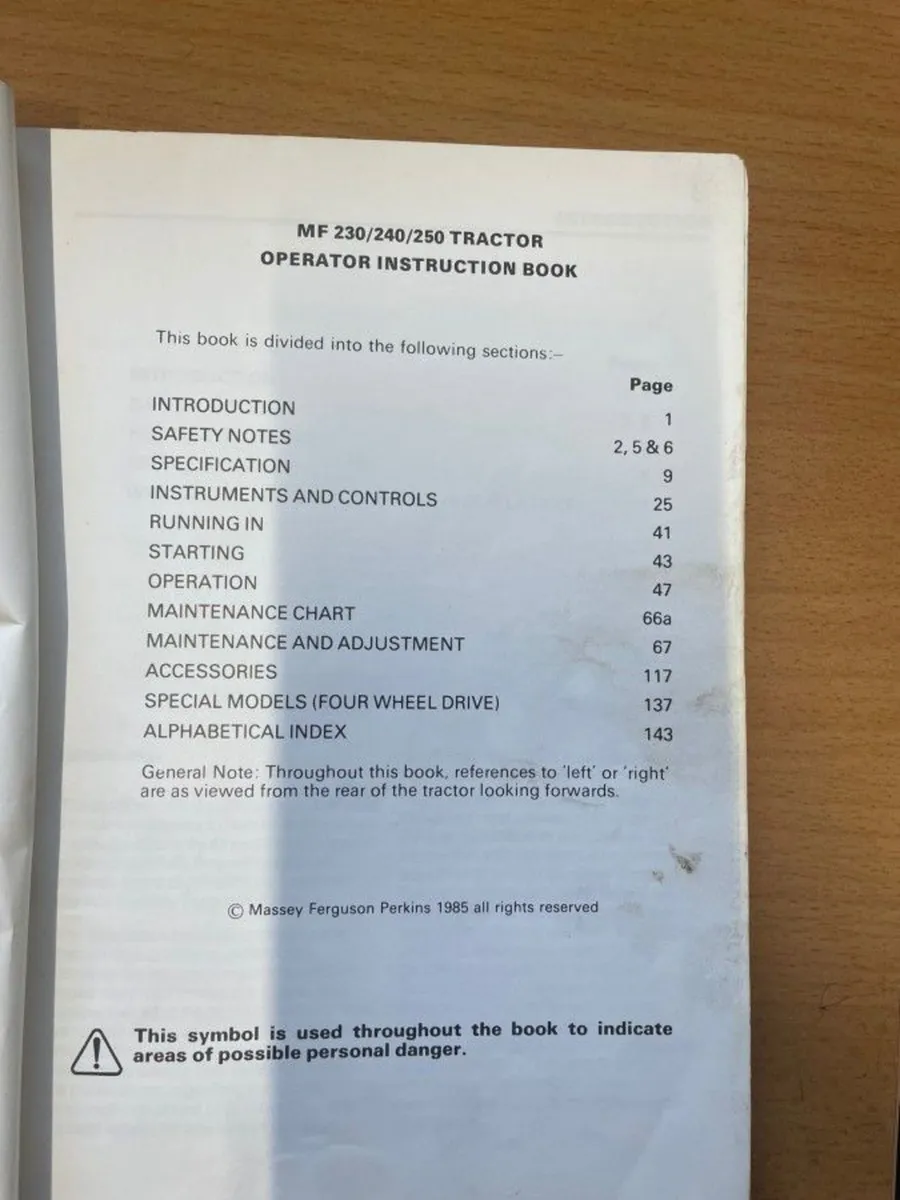 MF 230/240/250 TRACTOR
OPERATOR INSTRUCTION BOOK
This book is divided into the following sections:–
Page
INTRODUCTION 1
SAFETY NOTES 2, 5 & 6
SPECIFICATION 9
INSTRUMENTS AND CONTROLS 25
RUNNING IN 41
STARTING 43
OPERATION 47
MAINTENANCE CHART 66a
MAINTENANCE AND ADJUSTMENT 67
ACCESSORIES 117
SPECIAL MODELS (FOUR WHEEL DRIVE) 137
ALPHABETICAL INDEX 143
General Note: Throughout this book, references to 'left' or 'right'
are as viewed from the rear of the tractor looking forwards.
© Massey Ferguson Perkins 1985 all rights reserved
This symbol is used throughout the book to indicate
areas of possible personal danger.